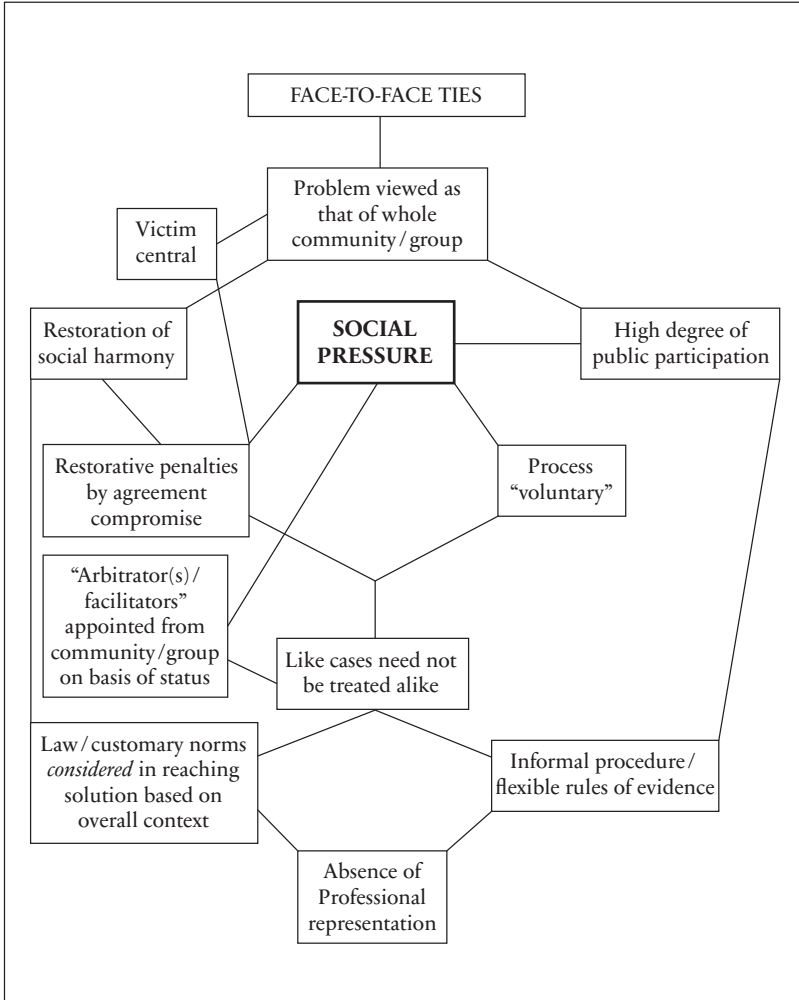 FACE-TO-FACE TIES
Problem viewed as
that of whole
community/group
Victim
central
Restoration of
social harmony
SOCIAL
PRESSURE
High degree of
public participation
Restorative penalties
by agreement
compromise
Process
“voluntary”
“Arbitrator(s)/
facilitators”
appointed from
community/group
on basis of status
Like cases need not
be treated alike
Law/customary norms
considered in reaching
solution based on
overall context
Informal procedure/
flexible rules of evidence
Absence of
Professional
representation